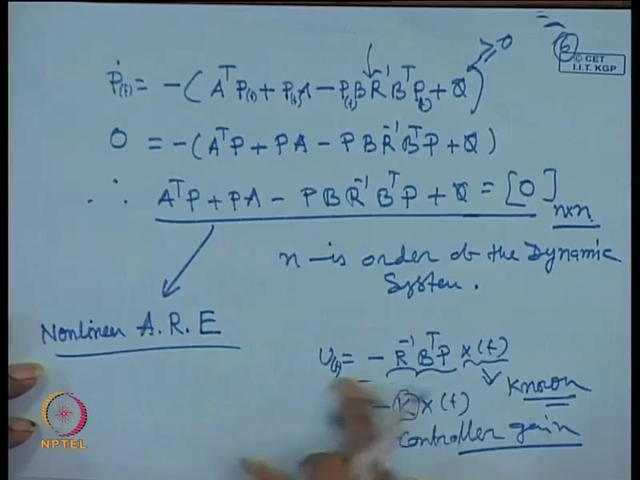 6
© CET
I.I.T. KGP
Ṗ(t) = −(AᵀP(t) + P(t)A − P(t)BR⁻¹BᵀP(t) + Q) ≥0
0 = −(AᵀP + PA − PBR⁻¹BᵀP + Q)
∴ AᵀP + PA − PBR⁻¹BᵀP + Q = [0] n×n
n – is order of the Dynamic
System.
Nonlinear A.R.E
U(t) = − R⁻¹BᵀP x(t)
Known
− K x(t)
controller gain
NPTEL